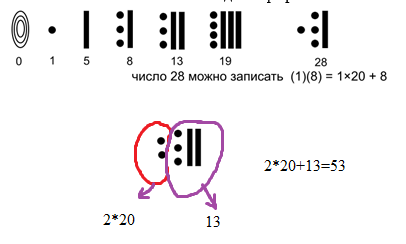 0 1 5 8 13 19 28
число 28 можно записать (1)(8) = 1×20 + 8
2*20+13=53
2*20 13